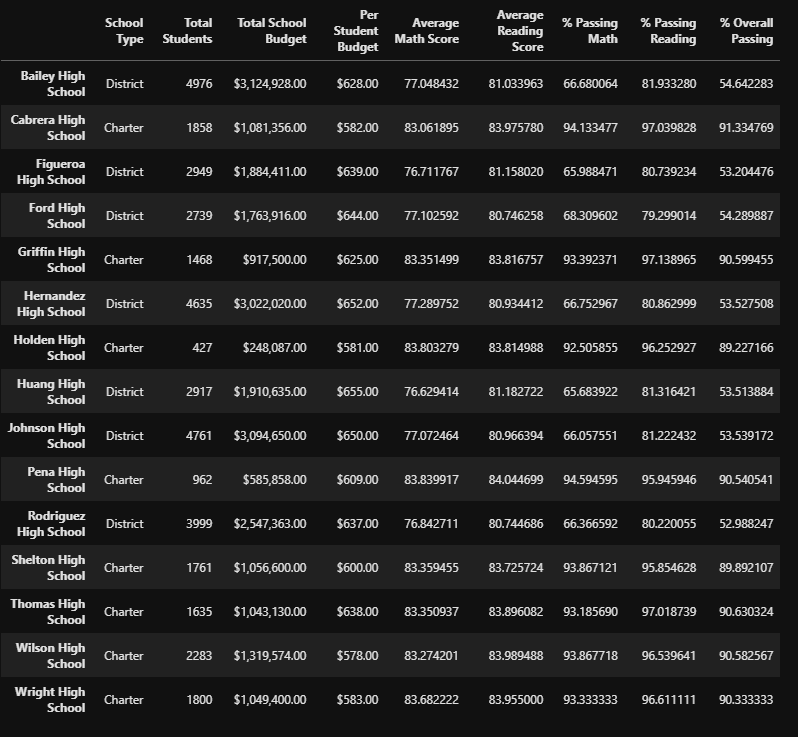 School Type Total Students Total School Budget Per Student Budget Average Math Score Average Reading Score % Passing Math % Passing Reading % Overall Passing
Bailey High School District 4976 $3,124,928.00 $628.00 77.048432 81.033963 66.680064 81.933280 54.642283
Cabrera High School Charter 1858 $1,081,356.00 $582.00 83.061895 83.975780 94.133477 97.039828 91.334769
Figueroa High School District 2949 $1,884,411.00 $639.00 76.711767 81.158020 65.988471 80.739234 53.204476
Ford High School District 2739 $1,763,916.00 $644.00 77.102592 80.746258 68.309602 79.299014 54.289887
Griffin High School Charter 1468 $917,500.00 $625.00 83.351499 83.816757 93.392371 97.138965 90.599455
Hernandez High School District 4635 $3,022,020.00 $652.00 77.289752 80.934412 66.752967 80.862999 53.527508
Holden High School Charter 427 $248,087.00 $581.00 83.803279 83.814988 92.505855 96.252927 89.227166
Huang High School District 2917 $1,910,635.00 $655.00 76.629414 81.182722 65.683922 81.316421 53.513884
Johnson High School District 4761 $3,094,650.00 $650.00 77.072464 80.966394 66.057551 81.222432 53.539172
Pena High School Charter 962 $585,858.00 $609.00 83.839917 84.044699 94.594595 95.945946 90.540541
Rodriguez High School District 3999 $2,547,363.00 $637.00 76.842711 80.744686 66.366592 80.220055 52.988247
Shelton High School Charter 1761 $1,056,600.00 $600.00 83.359455 83.725724 93.867121 95.854628 89.892107
Thomas High School Charter 1635 $1,043,130.00 $638.00 83.350937 83.896082 93.185690 97.018739 90.630324
Wilson High School Charter 2283 $1,319,574.00 $578.00 83.274201 83.989488 93.867718 96.539641 90.582567
Wright High School Charter 1800 $1,049,400.00 $583.00 83.682222 83.955000 93.333333 96.611111 90.333333